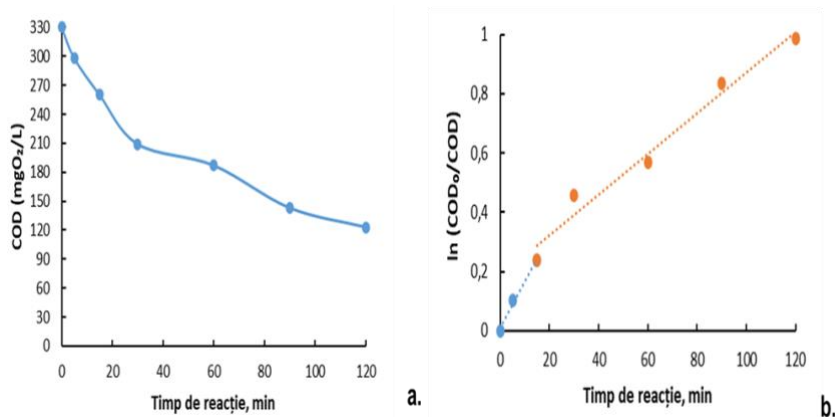 COD (mgO₂/L)
330
300
270
240
210
180
150
120
90
60
30
0
0 20 40 60 80 100 120
Timp de reacție, min
a.
ln (COD₀/COD)
1
0,8
0,6
0,4
0,2
0
0 20 40 60 80 100 120
Timp de reacție, min
b.